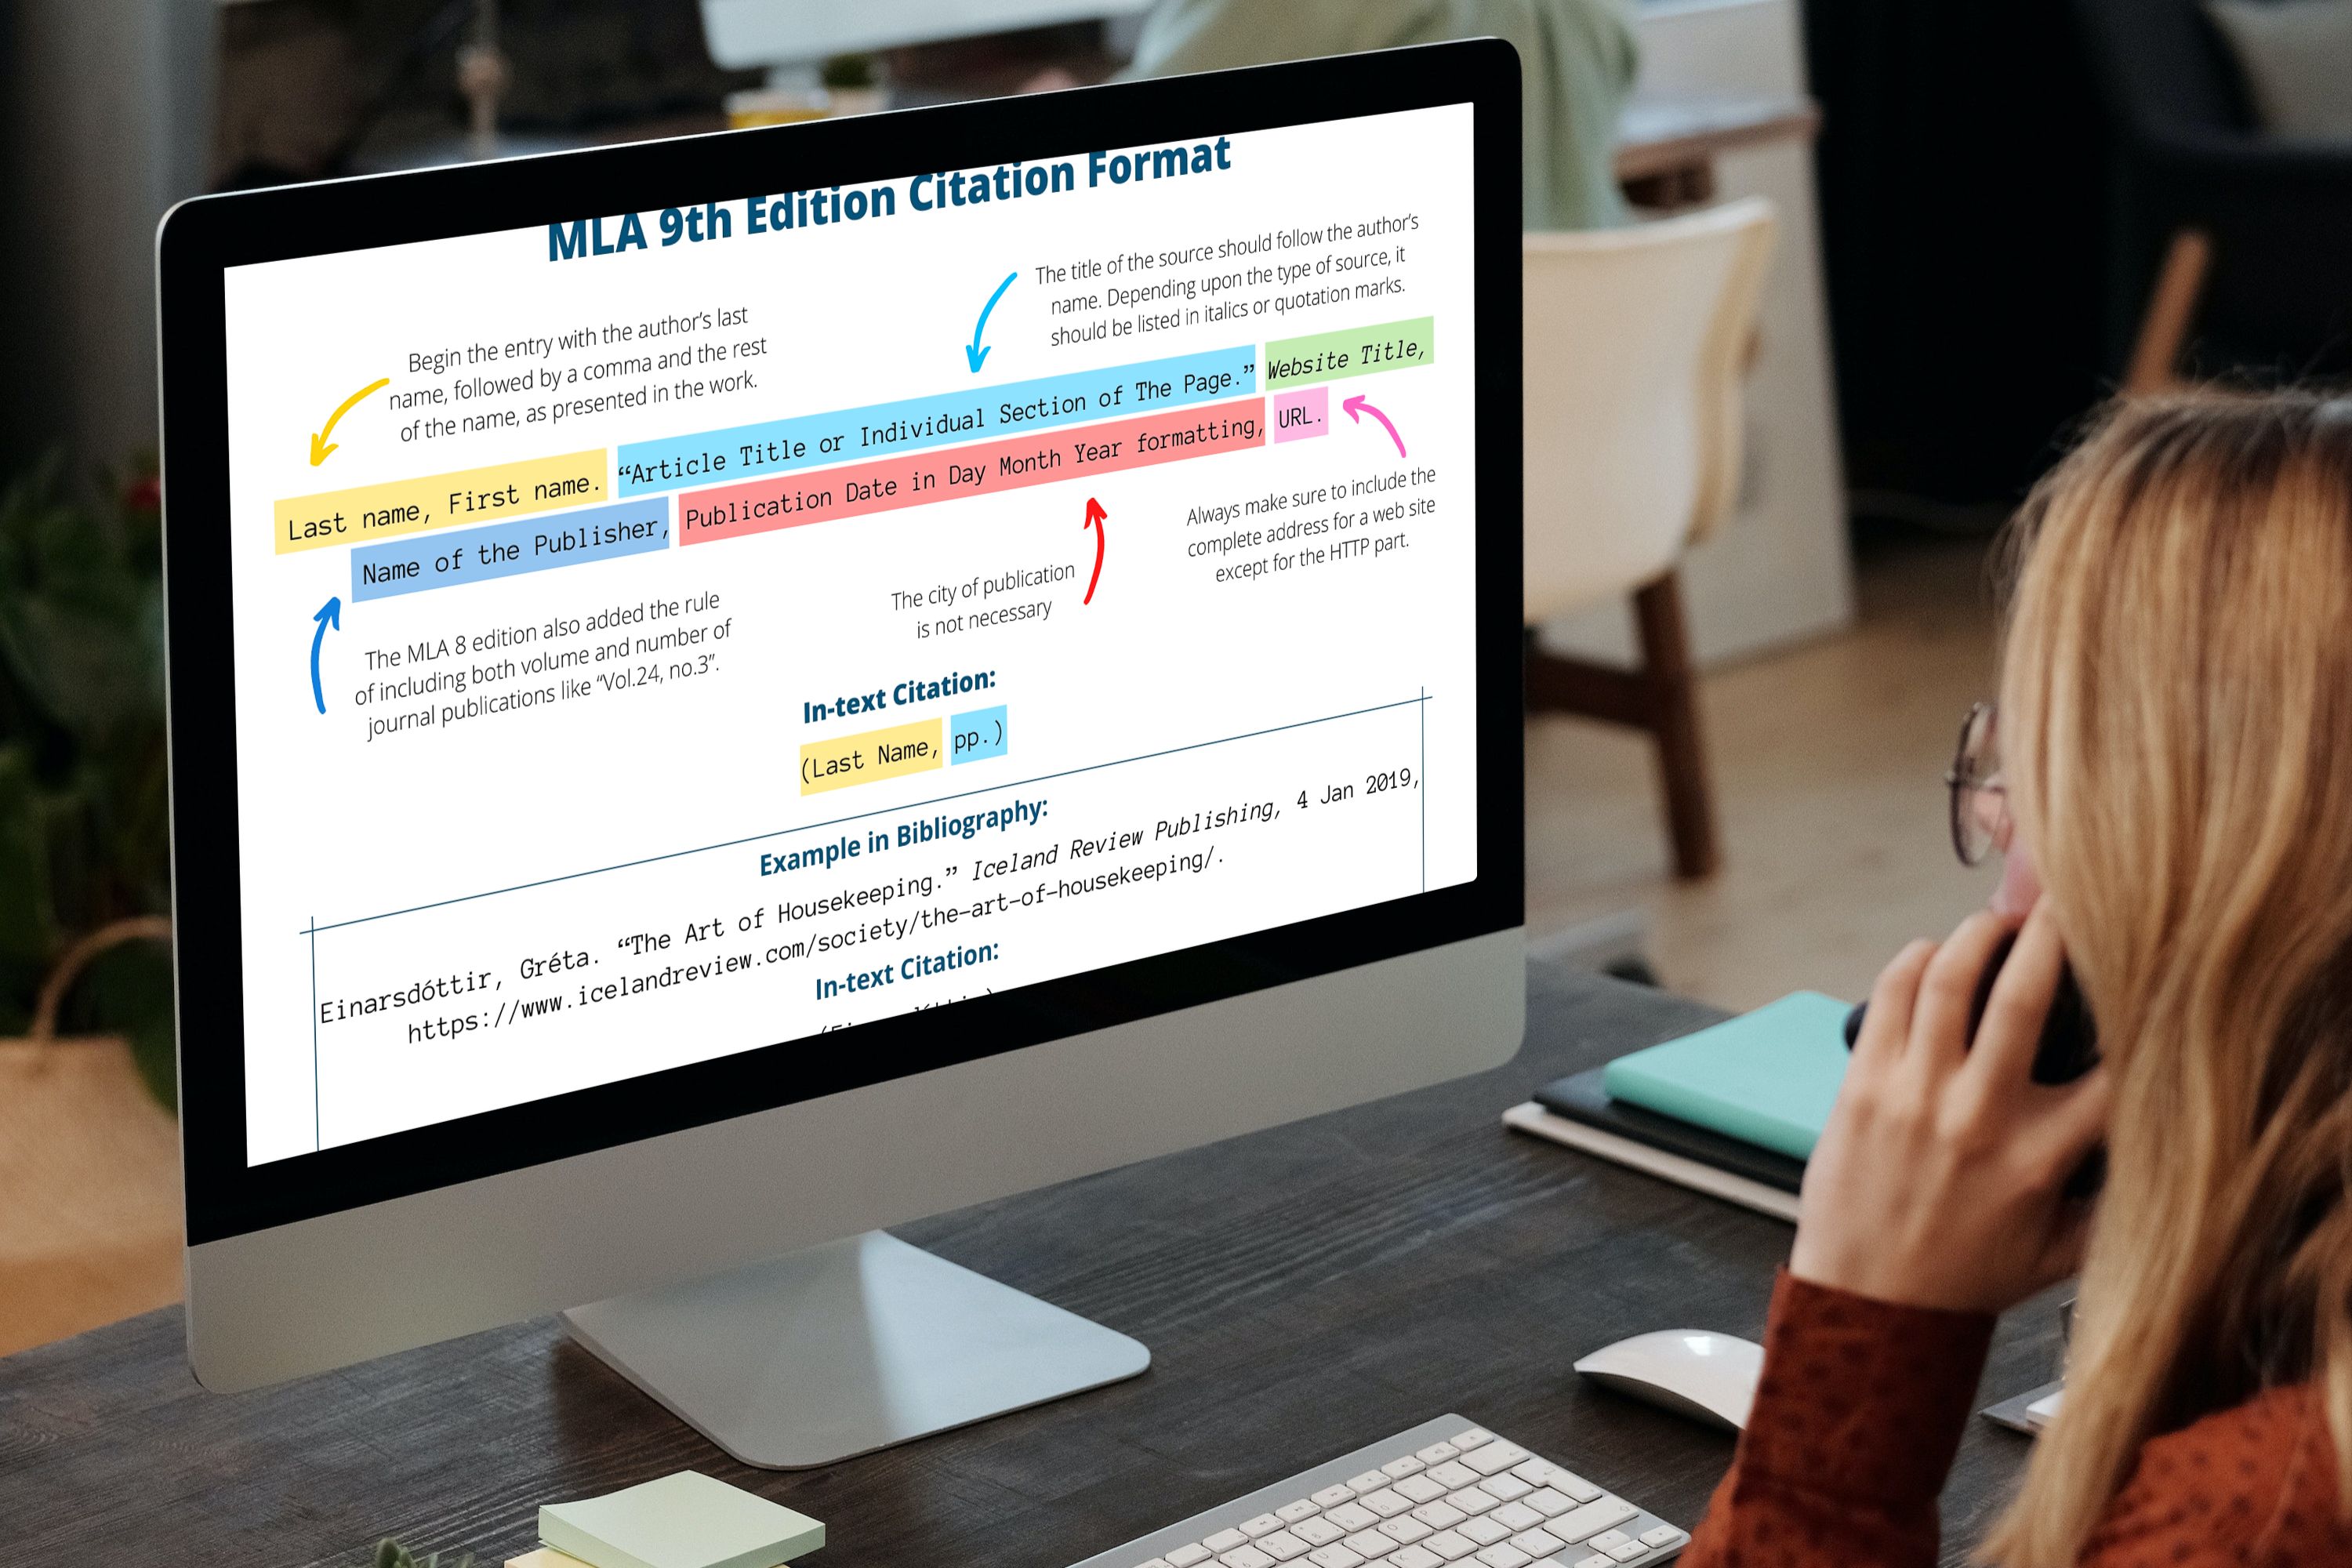 MLA 9th Edition Citation Format
The title of the source should follow the author's
name. Depending upon the type of source, it
should be listed in italics or quotation marks.
Begin the entry with the author's last
name, followed by a comma and the rest
of the name, as presented in the work.
Last name, First name. “Article Title or Individual Section of The Page.” Website Title,
Name of the Publisher, Publication Date in Day Month Year formatting, URL.
Always make sure to include the
complete address for a web site
except for the HTTP part.
The city of publication
is not necessary
The MLA 8 edition also added the rule
of including both volume and number of
journal publications like “Vol.24, no.3”.
In-text Citation:
(Last Name, pp.)
Example in Bibliography:
Einarsdóttir, Gréta. “The Art of Housekeeping.” Iceland Review Publishing, 4 Jan 2019,
https://www.icelandreview.com/society/the-art-of-housekeeping/.
In-text Citation: